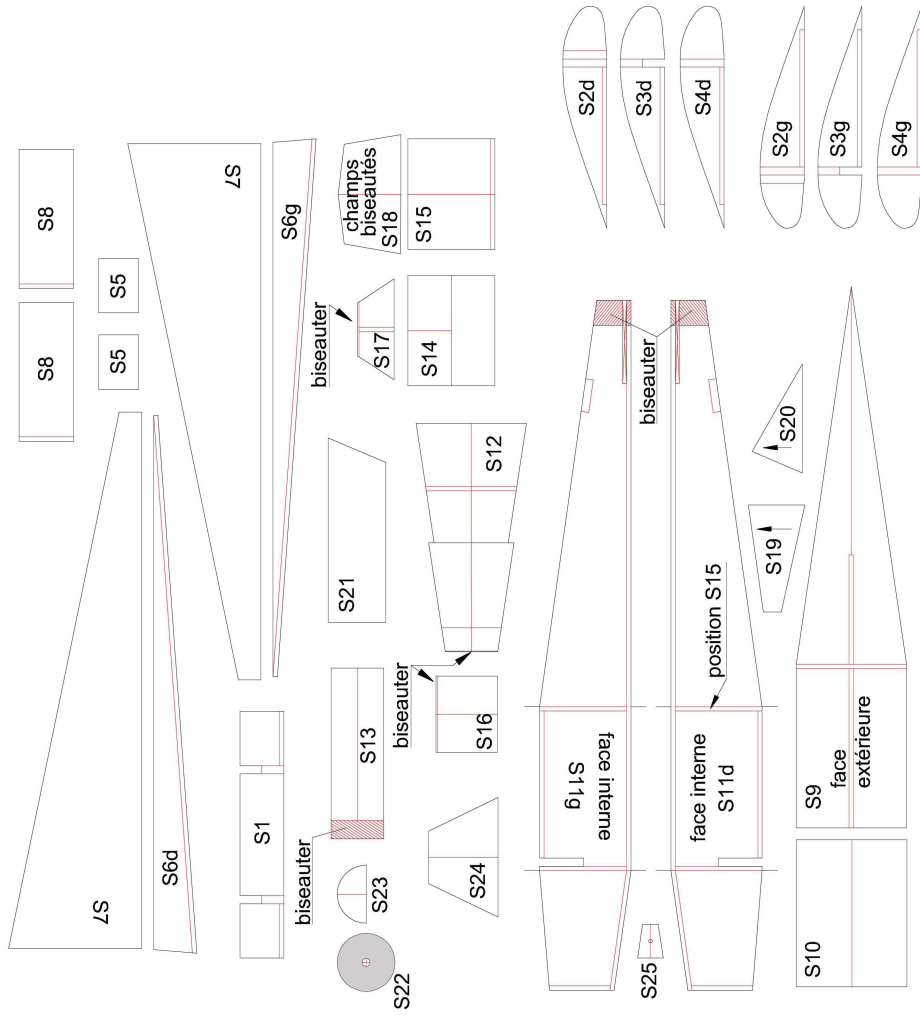 S8
S8
S5
S5
S7
S6g
S7
S6d
S1
champs
biseautés
S18
S15
biseauter
S17
S14
S21
S12
biseauter
S13
biseauter
S16
S23
S22
S24
S2d
S3d
S4d
S2g
S3g
S4g
biseauter
S20
S19
position S15
face interne
S11g
face interne
S11d
S25
S9
face
extérieure
S10